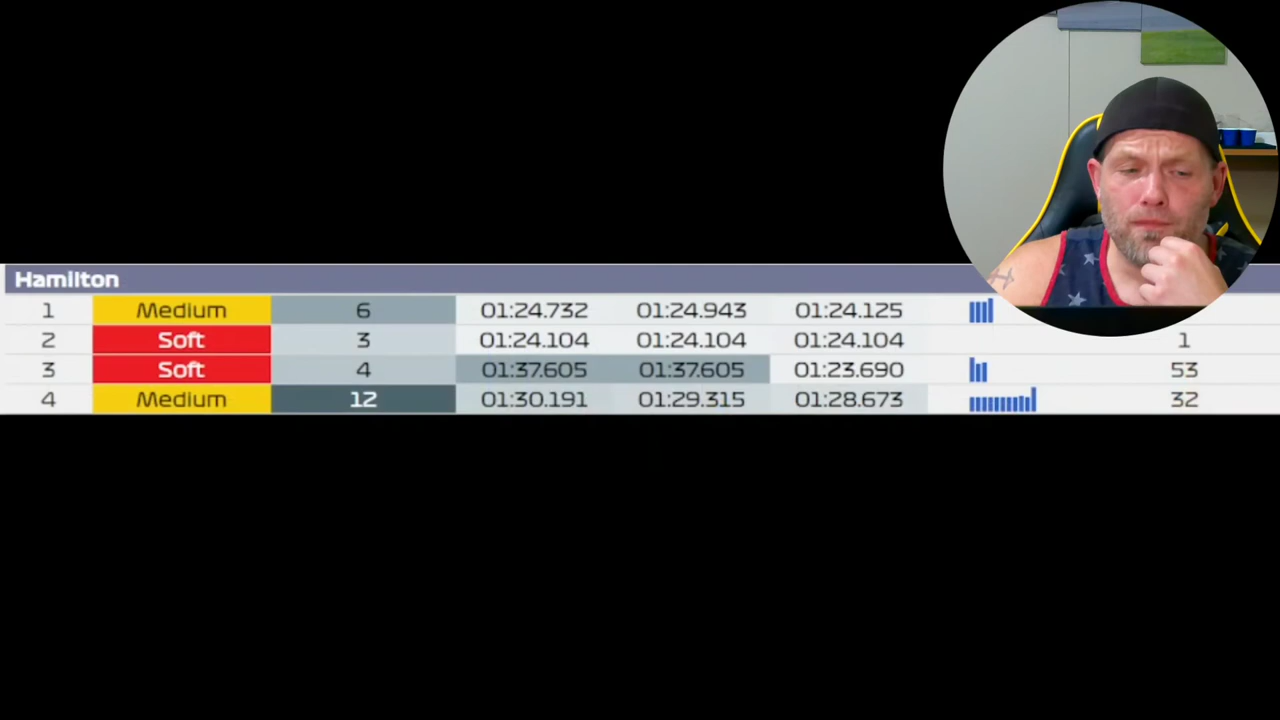 Hamilton
1 Medium 6 01:24.732 01:24.943 01:24.125
2 Soft 3 01:24.104 01:24.104 01:24.104 1
3 Soft 4 01:37.605 01:37.605 01:23.690 53
4 Medium 12 01:30.191 01:29.315 01:28.673 32